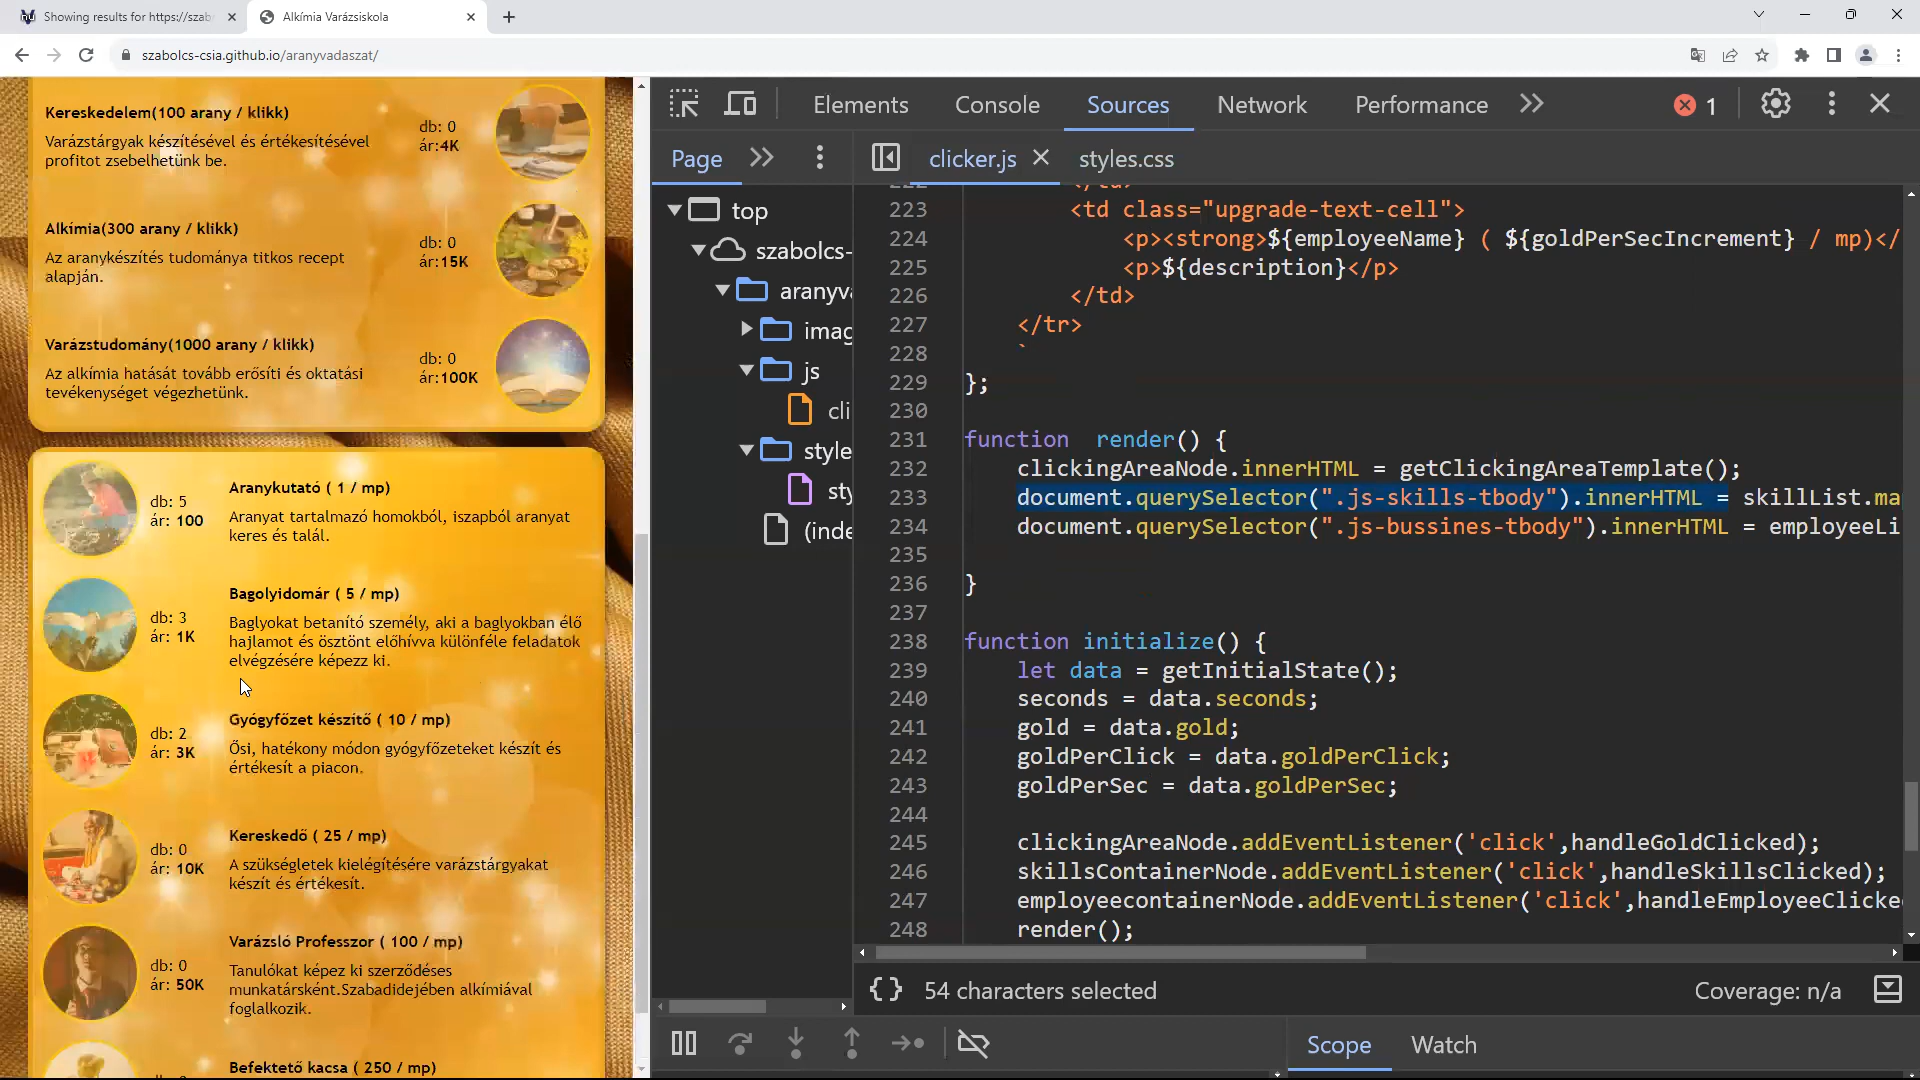 Showing results for https://szab
Alkímia Varázsiskola
szabolcs-csia.github.io/aranyvadaszat/
Kereskedelem(100 arany / klikk)
Varázstárgyak készítésével és értékesítésével
profitot zsebelhetünk be.
db: 0
ár:4K
Alkímia(300 arany / klikk)
Az aranykészítés tudománya titkos recept
alapján.
db: 0
ár:15K
Varázstudomány(1000 arany / klikk)
Az alkímia hatását tovább erősíti és oktatási
tevékenységet végezhetünk.
db: 0
ár:100K
db: 5
ár: 100
Aranykutató ( 1 / mp)
Aranyat tartalmazó homokból, iszapból aranyat
keres és talál.
db: 3
ár: 1K
Bagolyidomár ( 5 / mp)
Baglyokat betanító személy, aki a baglyokban élő
hajlamot és ösztönt előhívva különféle feladatok
elvégzésére képezz ki.
db: 2
ár: 3K
Gyógyfőzet készítő ( 10 / mp)
Ősi, hatékony módon gyógyfőzeteket készít és
értékesít a piacon.
db: 0
ár: 10K
Kereskedő ( 25 / mp)
A szükségletek kielégítésére varázstárgyakat
készít és értékesít.
db: 0
ár: 50K
Varázsló Professzor ( 100 / mp)
Tanulókat képez ki szerződéses
munkatársként.Szabadidejében alkímiával
foglalkozik.
Befektető kacsa ( 250 / mp)
Elements
Console
Sources
Network
Performance
1
Page
clicker.js
styles.css
top
szabolcs-
aranyva
imag
js
cli
style
sty
(inde
223 <td class="upgrade-text-cell">
224 <p><strong>${employeeName} ( ${goldPerSecIncrement} / mp)</
225 <p>${description}</p>
226 </td>
227 </tr>
228 `
229 };
230
231 function  render() {
232 clickingAreaNode.innerHTML = getClickingAreaTemplate();
233 document.querySelector(".js-skills-tbody").innerHTML = skillList.ma
234 document.querySelector(".js-bussines-tbody").innerHTML = employeeLi
235
236 }
237
238 function initialize() {
239 let data = getInitialState();
240 seconds = data.seconds;
241 gold = data.gold;
242 goldPerClick = data.goldPerClick;
243 goldPerSec = data.goldPerSec;
244
245 clickingAreaNode.addEventListener('click',handleGoldClicked);
246 skillsContainerNode.addEventListener('click',handleSkillsClicked);
247 employeecontainerNode.addEventListener('click',handleEmployeeClicke
248 render();
{ } 54 characters selected
Coverage: n/a
Scope
Watch